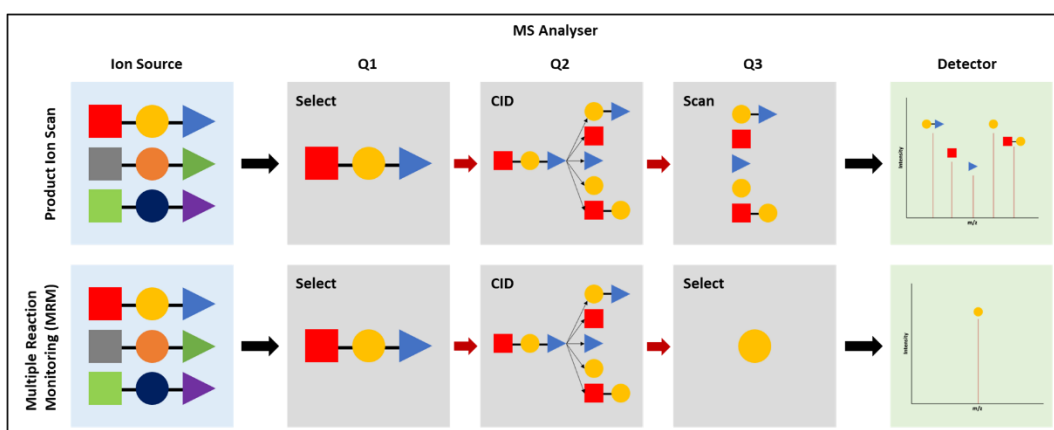 MS Analyser
Ion Source Q1 Q2 Q3 Detector
Product Ion Scan
Select CID Scan
Intensity
m/z
Multiple Reaction
Monitoring (MRM)
Select CID Select
Intensity
m/z